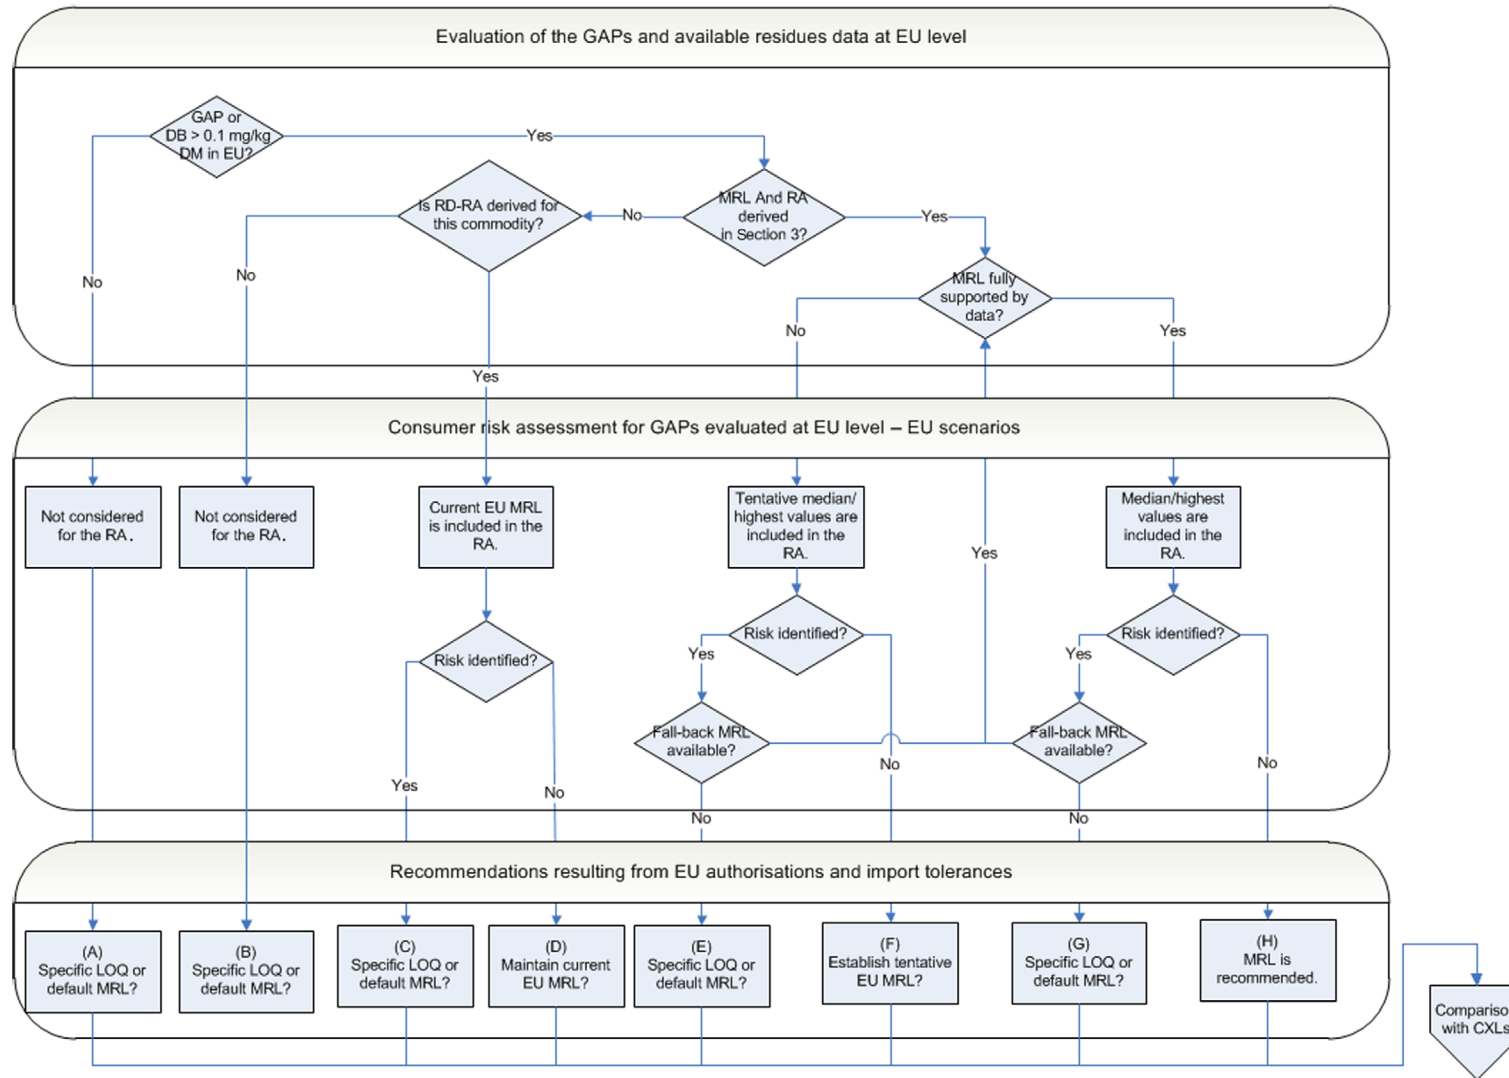 Evaluation of the GAPs and available residues data at EU level
GAP or
DB > 0.1 mg/kg
DM in EU?
Yes
Is RD-RA derived for
this commodity?
No
MRL And RA
derived
in Section 3?
Yes
No
No
MRL fully
supported by
data?
No
Yes
Yes
Consumer risk assessment for GAPs evaluated at EU level – EU scenarios
Not considered
for the RA.
Not considered
for the RA.
Current EU MRL
is included in the
RA.
Tentative median/
highest values are
included in the
RA.
Yes
Median/highest
values are
included in the
RA.
Risk identified?
Risk identified?
Risk identified?
Yes
Yes
Fall-back MRL
available?
Fall-back MRL
available?
Yes
No
No
No
No
No
Recommendations resulting from EU authorisations and import tolerances
(A)
Specific LOQ or
default MRL?
(B)
Specific LOQ or
default MRL?
(C)
Specific LOQ or
default MRL?
(D)
Maintain current
EU MRL?
(E)
Specific LOQ or
default MRL?
(F)
Establish tentative
EU MRL?
(G)
Specific LOQ or
default MRL?
(H)
MRL is
recommended.
Compariso
with CXLs